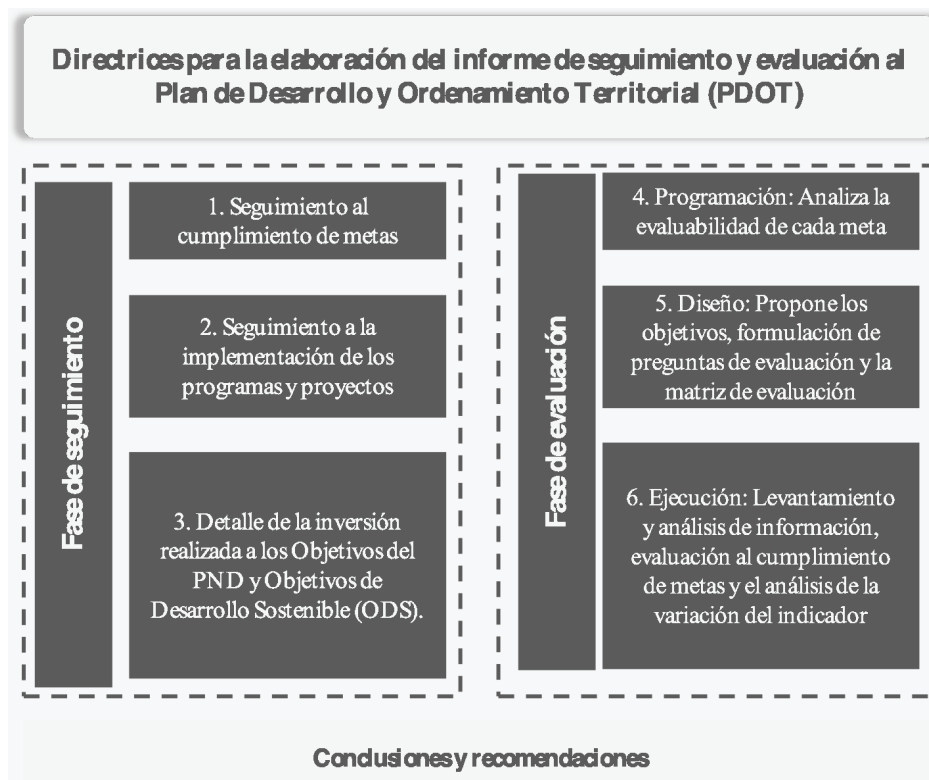 Directrices para la elaboración del informe de seguimiento y evaluación al
Plan de Desarrollo y Ordenamiento Territorial (PDOT)
Fase de seguimiento
1. Seguimiento al
cumplimiento de metas
2. Seguimiento a la
implementación de los
programas y proyectos
3. Detalle de la inversión
realizada a los Objetivos del
PND y Objetivos de
Desarrollo Sostenible (ODS).
Fase de evaluación
4. Programación: Analiza la
evaluabilidad de cada meta
5. Diseño: Propone los
objetivos, formulación de
preguntas de evaluación y la
matriz de evaluación
6. Ejecución: Levantamiento
y análisis de información,
evaluación al cumplimiento
de metas y el análisis de la
variación del indicador
Conclusiones y recomendaciones